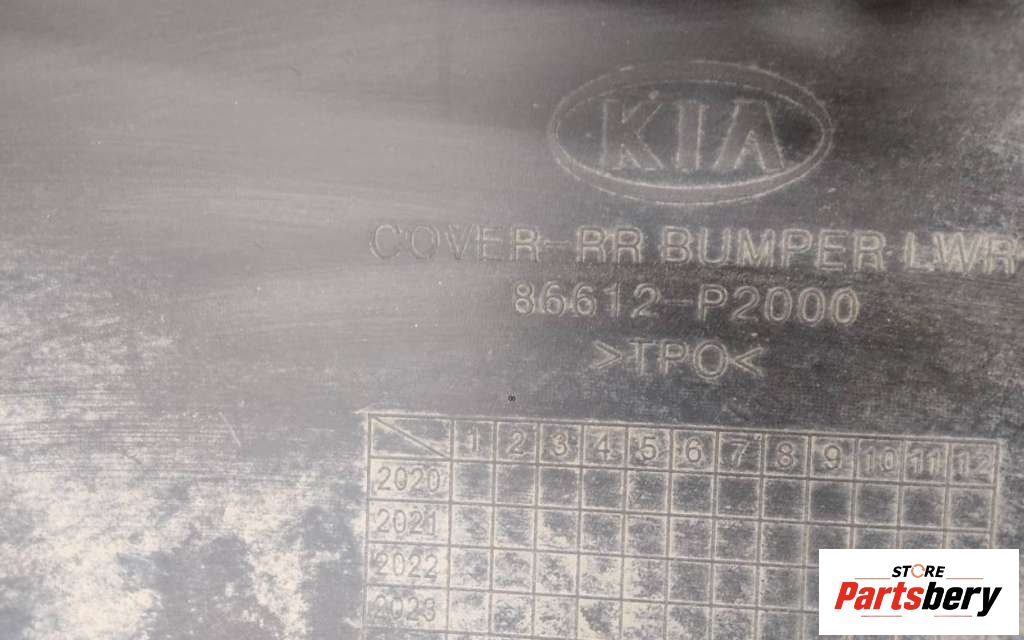 KIA
COVER-RR BUMPER LWR
86612-P2000
>TPO<
1 2 3 4 5 6 7 8 9 10 11 12
2020
2021
2022
2023
STORE
Partsbery